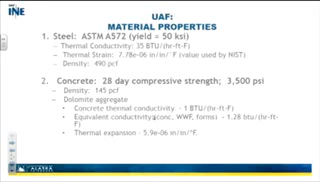 INE
UAF:
MATERIAL PROPERTIES
1. Steel: ASTM A572 (yield = 50 ksi)
– Thermal Conductivity: 35 BTU/(hr-ft-F)
– Thermal Strain: 7.78e-06 in/in/°F (value used by NIST)
– Density: 490 pcf
2. Concrete: 28 day compressive strength; 3,500 psi
– Density: 145 pcf
– Dolomite aggregate
• Concrete thermal conductivity - 1 BTU/(hr-ft-F)
• Equivalent conductivity(conc, WWF, forms) - 1.28 btu/(hr-ft-
F)
• Thermal expansion - 5.9e-06 in/in/°F.
ALASKA